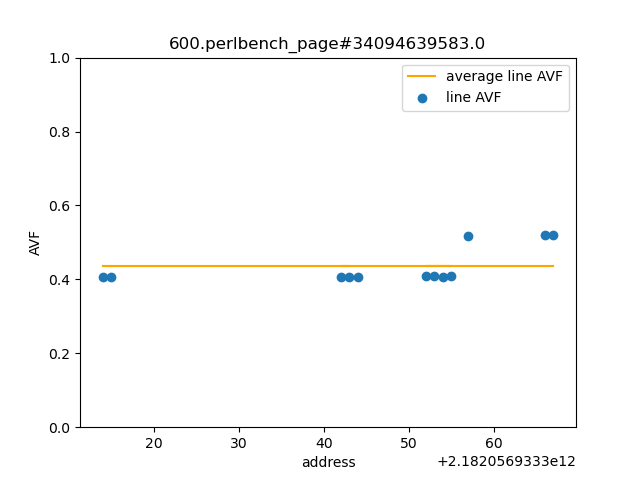 600.perlbench_page#34094639583.0
average line AVF
line AVF
1.0
0.8
0.6
0.4
0.2
0.0
AVF
20 30 40 50 60
address
+2.1820569333e12